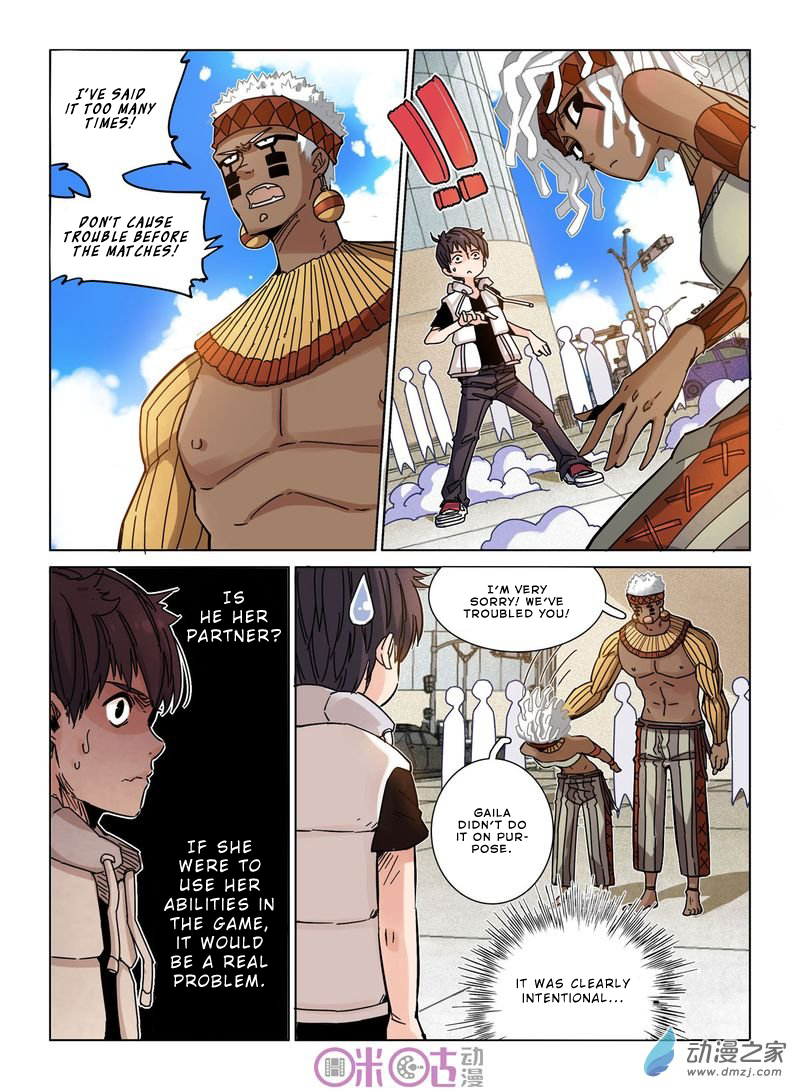 I'VE SAID
IT TOO MANY
TIMES!
DON'T CAUSE
TROUBLE BEFORE
THE MATCHES!
!!
IS
HE HER
PARTNER?
IF SHE
WERE TO
USE HER
ABILITIES
IN THE GAME,
IT WOULD
BE A REAL
PROBLEM.
I'M VERY
SORRY! WE'VE
TROUBLED YOU!
GAILA
DIDN'T DO
IT ON PUR-
POSE.
IT WAS CLEARLY
INTENTIONAL...
咪咕动漫
动漫之家
www.dmzj.com